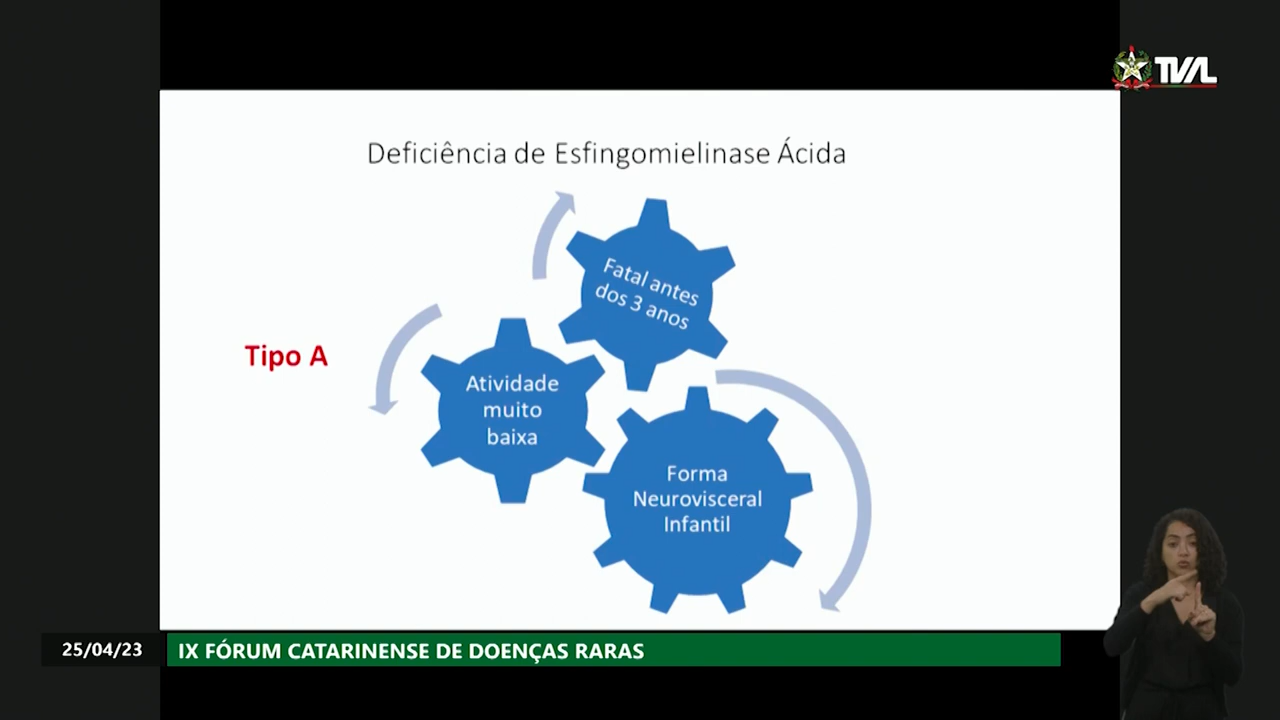 TVAL
Deficiência de Esfingomielinase Ácida
Fatal antes
dos 3 anos
Tipo A
Atividade
muito
baixa
Forma
Neurovisceral
Infantil
25/04/23
IX FÓRUM CATARINENSE DE DOENÇAS RARAS